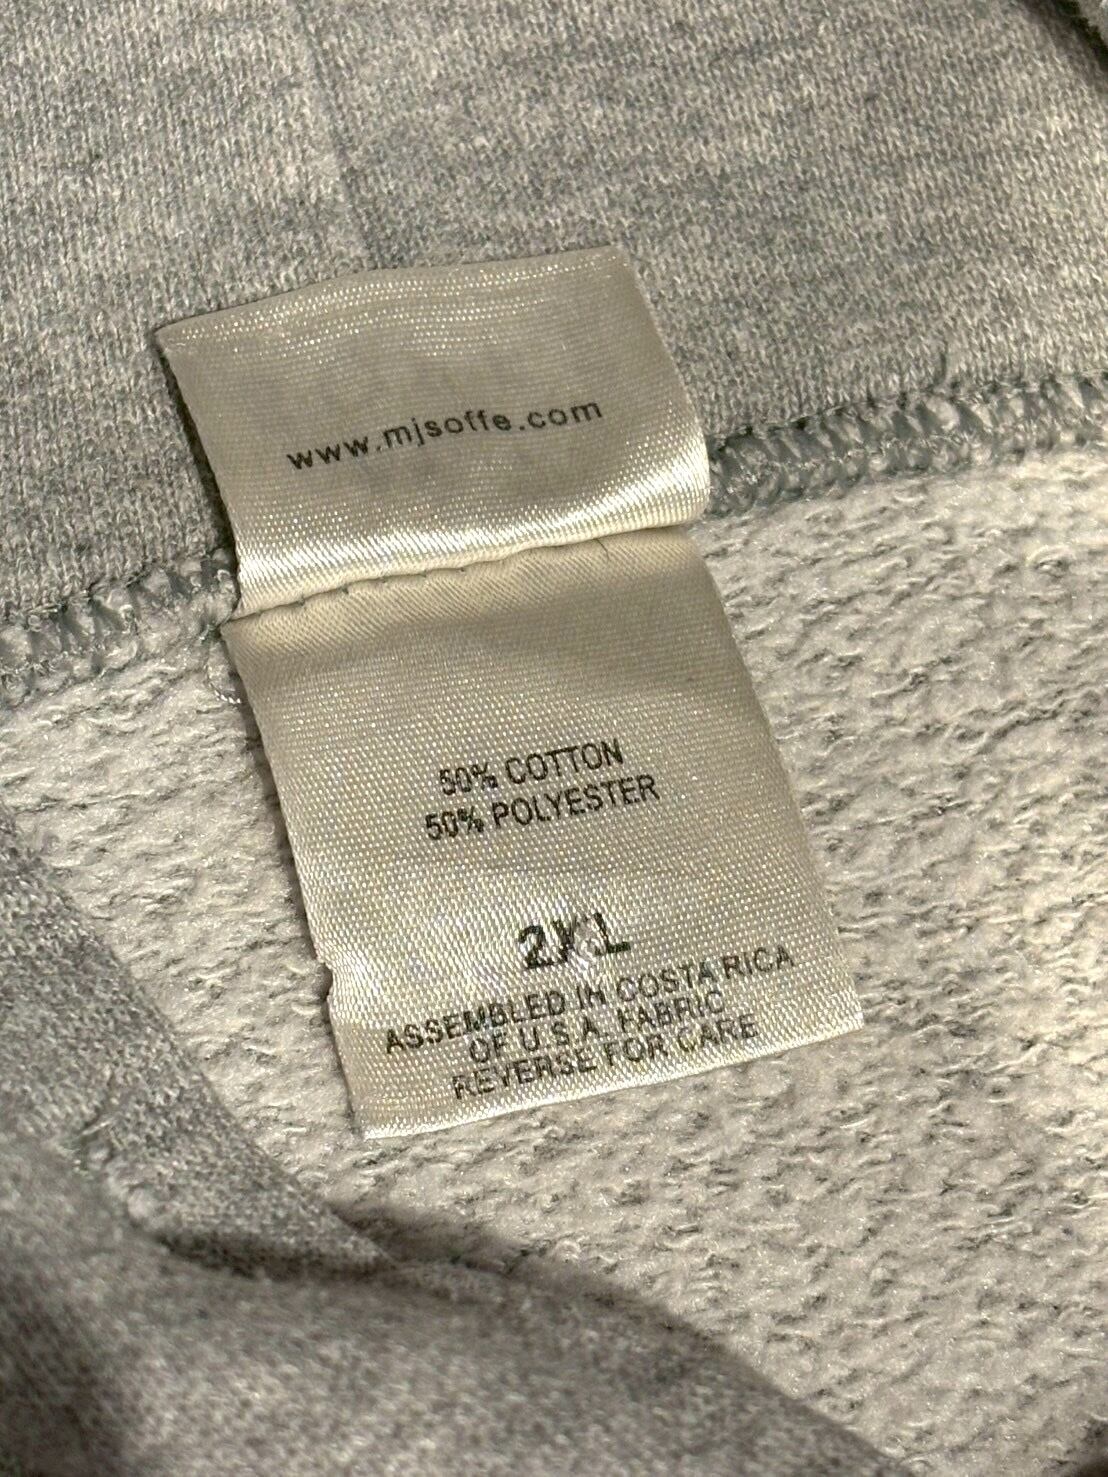 www.mjsoffe.com
50% COTTON
50% POLYESTER
2XL
ASSEMBLED IN COSTA RICA
OF U.S.A. FABRIC
REVERSE FOR CARE